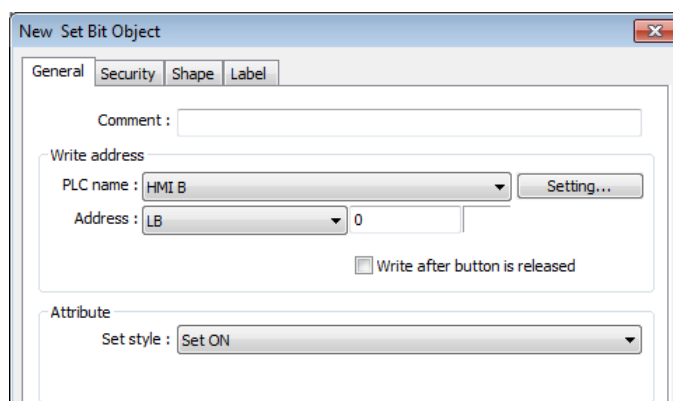 New Set Bit Object
General Security Shape Label
Comment :
Write address
PLC name : HMI B Setting...
Address : LB 0
Write after button is released
Attribute
Set style : Set ON